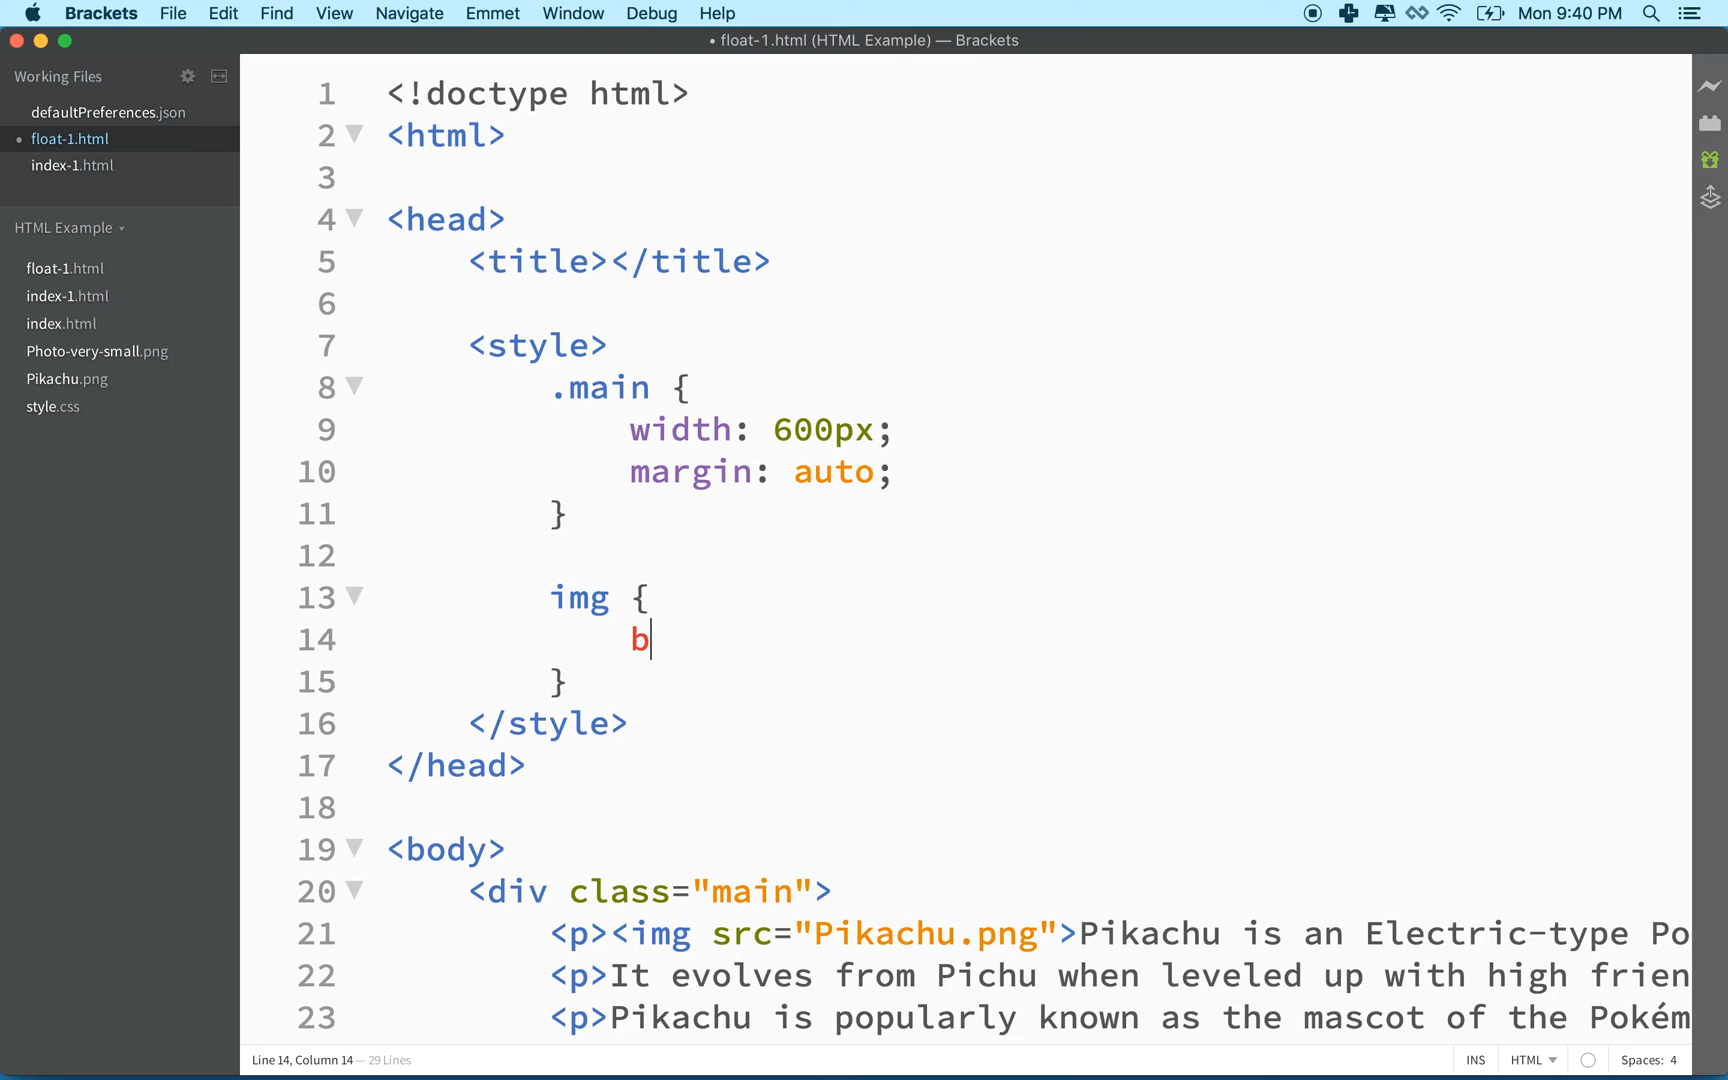 Brackets File Edit Find View Navigate Emmet Window Debug Help Mon 9:40 PM
• float-1.html (HTML Example) — Brackets
Working Files
defaultPreferences.json
• float-1.html
index-1.html
HTML Example
float-1.html
index-1.html
index.html
Photo-very-small.png
Pikachu.png
style.css
1 <!doctype html>
2 <html>
3
4 <head>
5 <title></title>
6
7 <style>
8 .main {
9 width: 600px;
10 margin: auto;
11 }
12
13 img {
14 b
15 }
16 </style>
17 </head>
18
19 <body>
20 <div class="main">
21 <p><img src="Pikachu.png">Pikachu is an Electric-type Po
22 <p>It evolves from Pichu when leveled up with high frien
23 <p>Pikachu is popularly known as the mascot of the Pokém
Line 14, Column 14 — 29 Lines INS HTML Spaces: 4